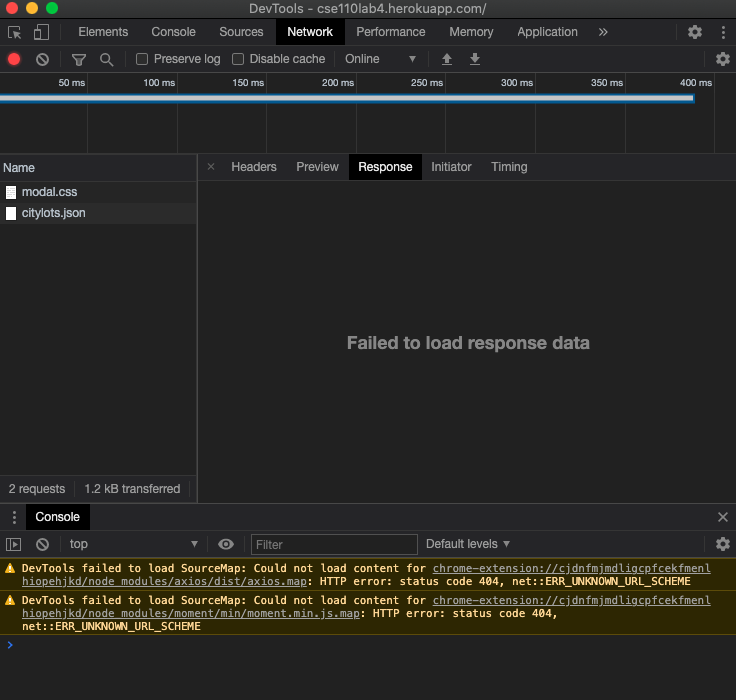 DevTools - cse110lab4.herokuapp.com/
Elements Console Sources Network Performance Memory Application »
Preserve log Disable cache Online ▼
50 ms 100 ms 150 ms 200 ms 250 ms 300 ms 350 ms 400 ms
Name
× Headers Preview Response Initiator Timing
modal.css
citylots.json
Failed to load response data
2 requests 1.2 kB transferred
Console
top ▼ Filter Default levels ▼
DevTools failed to load SourceMap: Could not load content for chrome-extension://cjdnfmjmdligcpfcekfmenl
hiopehjkd/node_modules/axios/dist/axios.map: HTTP error: status code 404, net::ERR_UNKNOWN_URL_SCHEME
DevTools failed to load SourceMap: Could not load content for chrome-extension://cjdnfmjmdligcpfcekfmenl
hiopehjkd/node_modules/moment/min/moment.min.js.map: HTTP error: status code 404,
net::ERR_UNKNOWN_URL_SCHEME